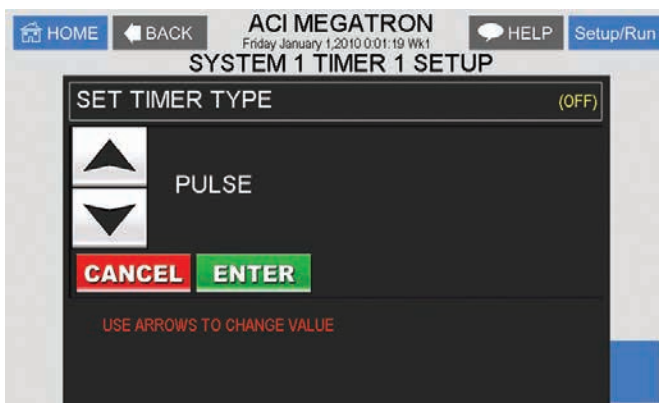 HOME
BACK
ACI MEGATRON
Friday January 1,2010 0:01:19 Wk1
HELP
Setup/Run
SYSTEM 1 TIMER 1 SETUP
SET TIMER TYPE
(OFF)
PULSE
CANCEL
ENTER
USE ARROWS TO CHANGE VALUE